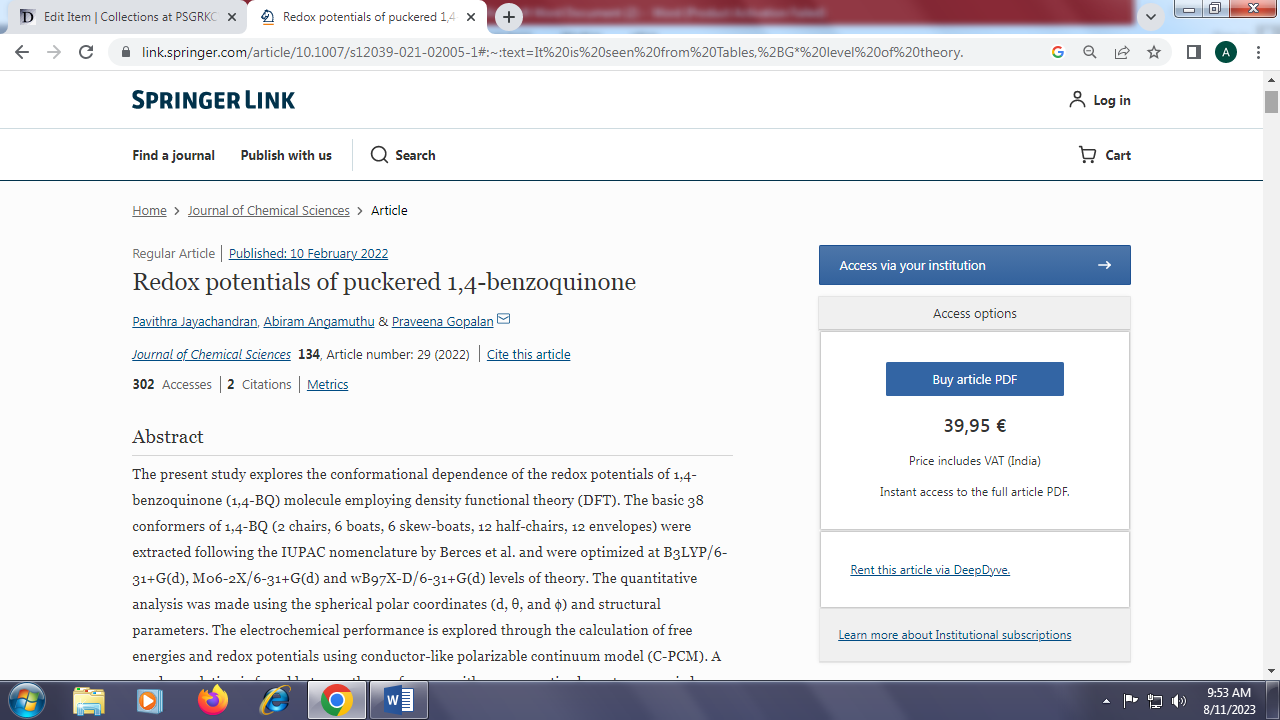 Edit Item | Collections at PSGRKC
Redox potentials of puckered 1,4
link.springer.com/article/10.1007/s12039-021-02005-1#:~:text=It%20is%20seen%20from%20Tables,%2BG*%20level%20of%20theory.
A
SPRINGER LINK
Log in
Find a journal
Publish with us
Search
Cart
Home > Journal of Chemical Sciences > Article
Regular Article | Published: 10 February 2022
Redox potentials of puckered 1,4-benzoquinone
Pavithra Jayachandran, Abiram Angamuthu & Praveena Gopalan
Journal of Chemical Sciences 134, Article number: 29 (2022) | Cite this article
302 Accesses | 2 Citations | Metrics
Abstract
The present study explores the conformational dependence of the redox potentials of 1,4-
benzoquinone (1,4-BQ) molecule employing density functional theory (DFT). The basic 38
conformers of 1,4-BQ (2 chairs, 6 boats, 6 skew-boats, 12 half-chairs, 12 envelopes) were
extracted following the IUPAC nomenclature by Berces et al. and were optimized at B3LYP/6-
31+G(d), M06-2X/6-31+G(d) and wB97X-D/6-31+G(d) levels of theory. The quantitative
analysis was made using the spherical polar coordinates (d, θ, and ϕ) and structural
parameters. The electrochemical performance is explored through the calculation of free
energies and redox potentials using conductor-like polarizable continuum model (C-PCM). A
Access via your institution
Access options
Buy article PDF
39,95 €
Price includes VAT (India)
Instant access to the full article PDF.
Rent this article via DeepDyve.
Learn more about Institutional subscriptions
9:53 AM
8/11/2023